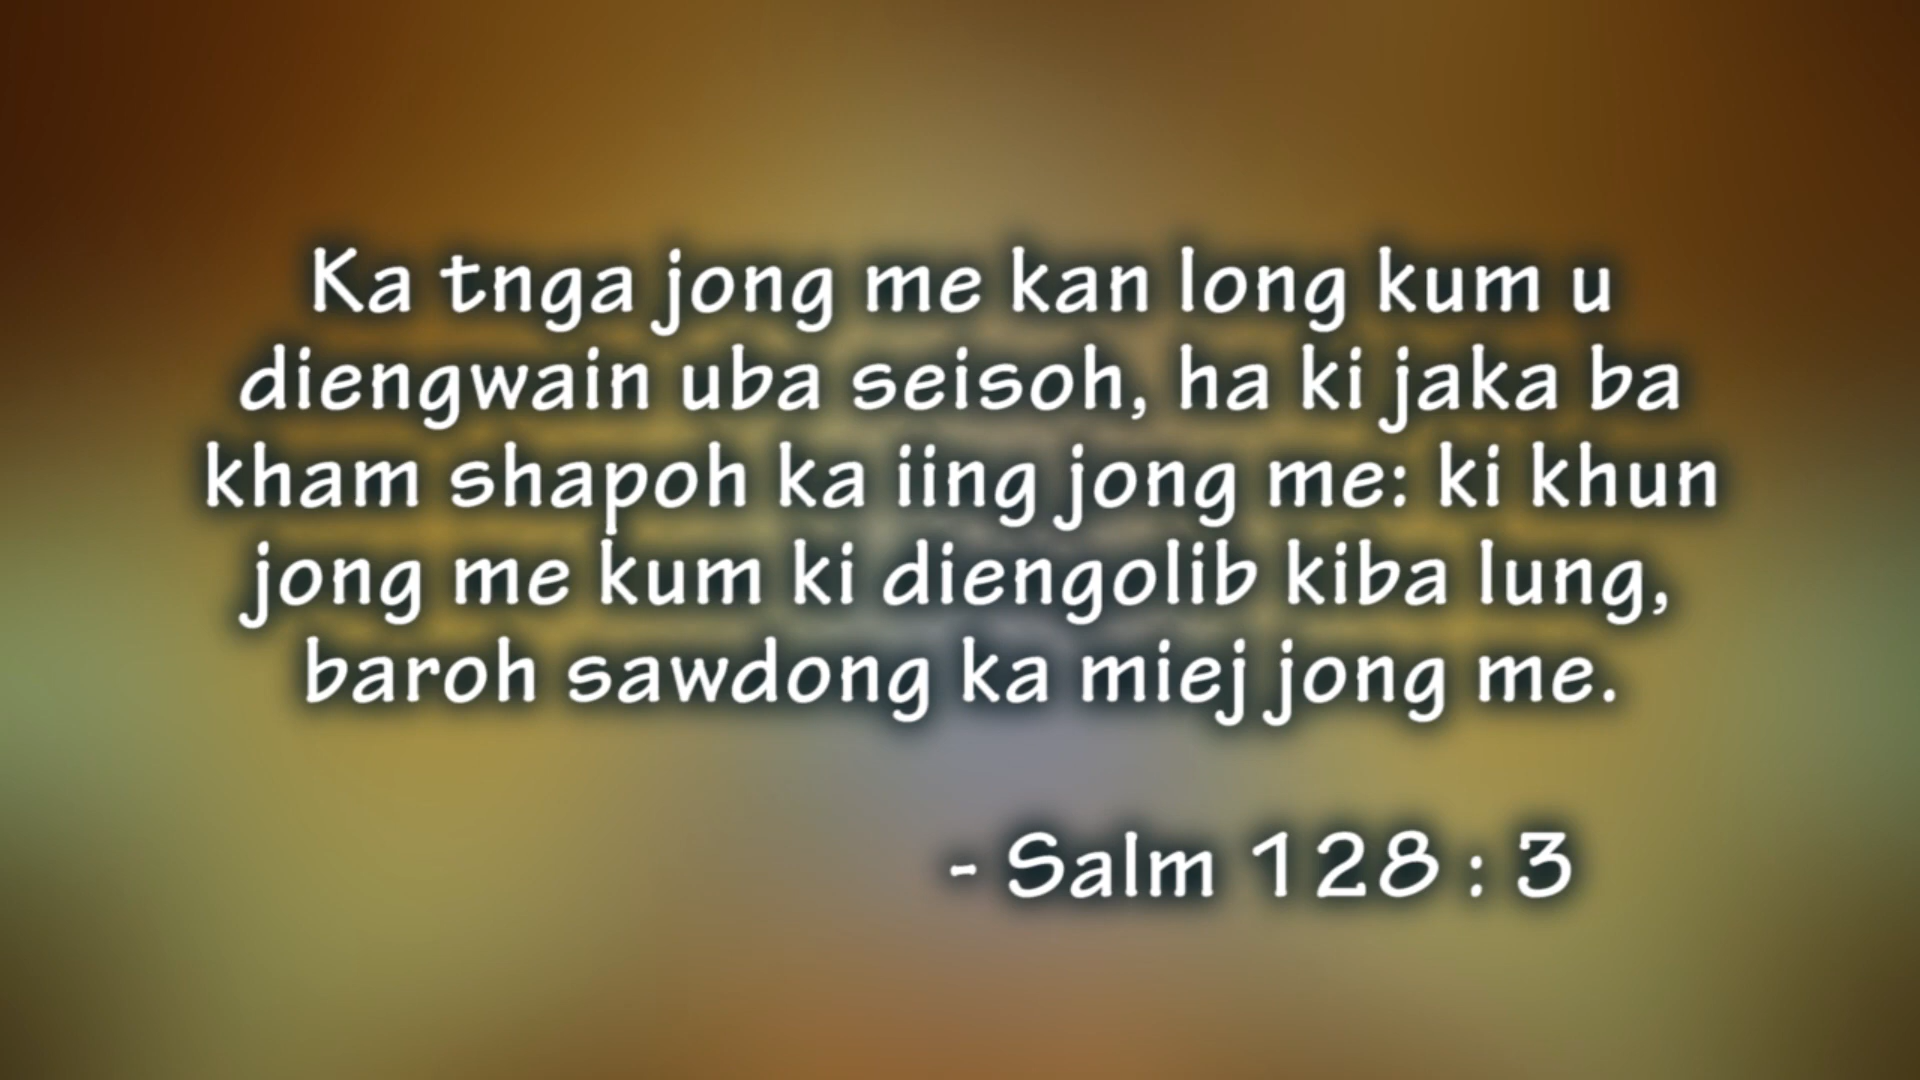 Ka tnga jong me kan long kum u
diengwain uba seisoh, ha ki jaka ba
kham shapoh ka iing jong me: ki khun
jong me kum ki diengolib kiba lung,
baroh sawdong ka miej jong me.
- Salm 128 : 3